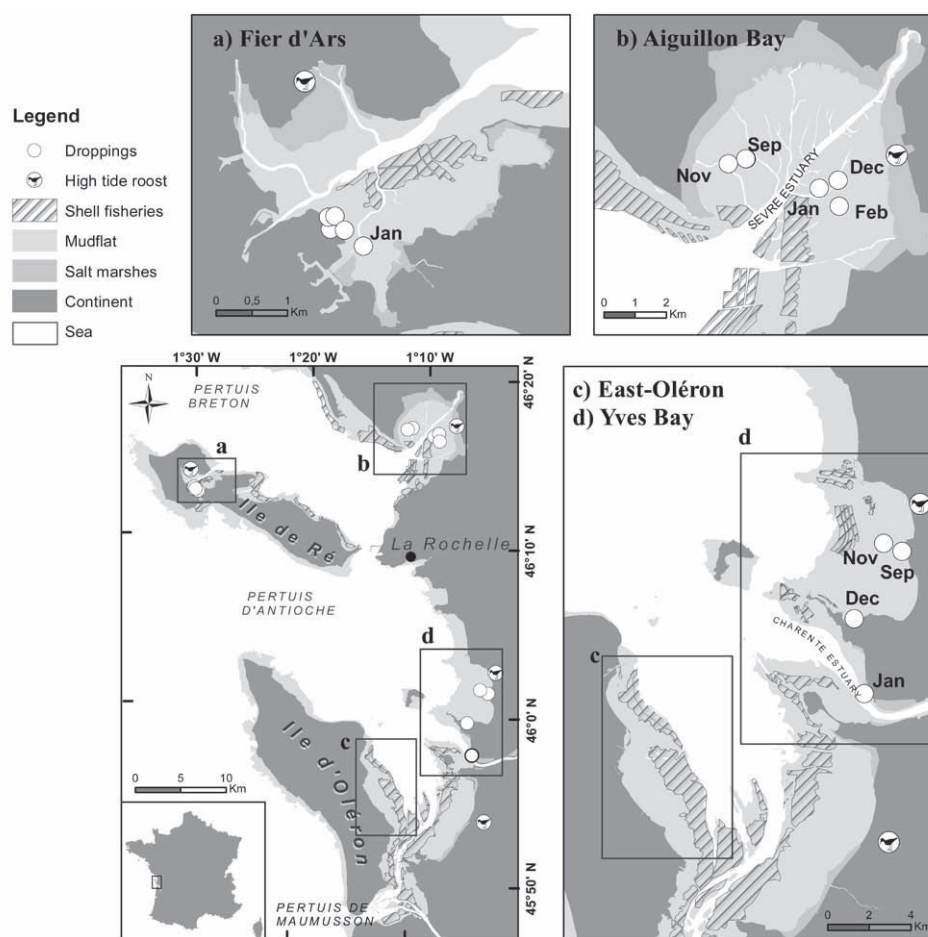 a) Fier d'Ars
Jan
0 0,5 1
Km
b) Aiguillon Bay
Sep
Nov
Dec
SEVRE ESTUARY
Jan
Feb
0 1 2
Km
Legend
Droppings
High tide roost
Shell fisheries
Mudflat
Salt marshes
Continent
Sea
1°30' W 1°20' W 1°10' W
46°20' N
46°10' N
46°0' N
45°50' N
N
PERTUIS
BRETON
a
b
Ile de Ré
La Rochelle
PERTUIS
D'ANTIOCHE
d
c
Ile d'Oléron
0 5 10
Km
PERTUIS DE
MAUMUSSON
c) East-Oléron
d) Yves Bay
d
Nov
Sep
Dec
CHARENTE ESTUARY
Jan
c
0 2 4
Km